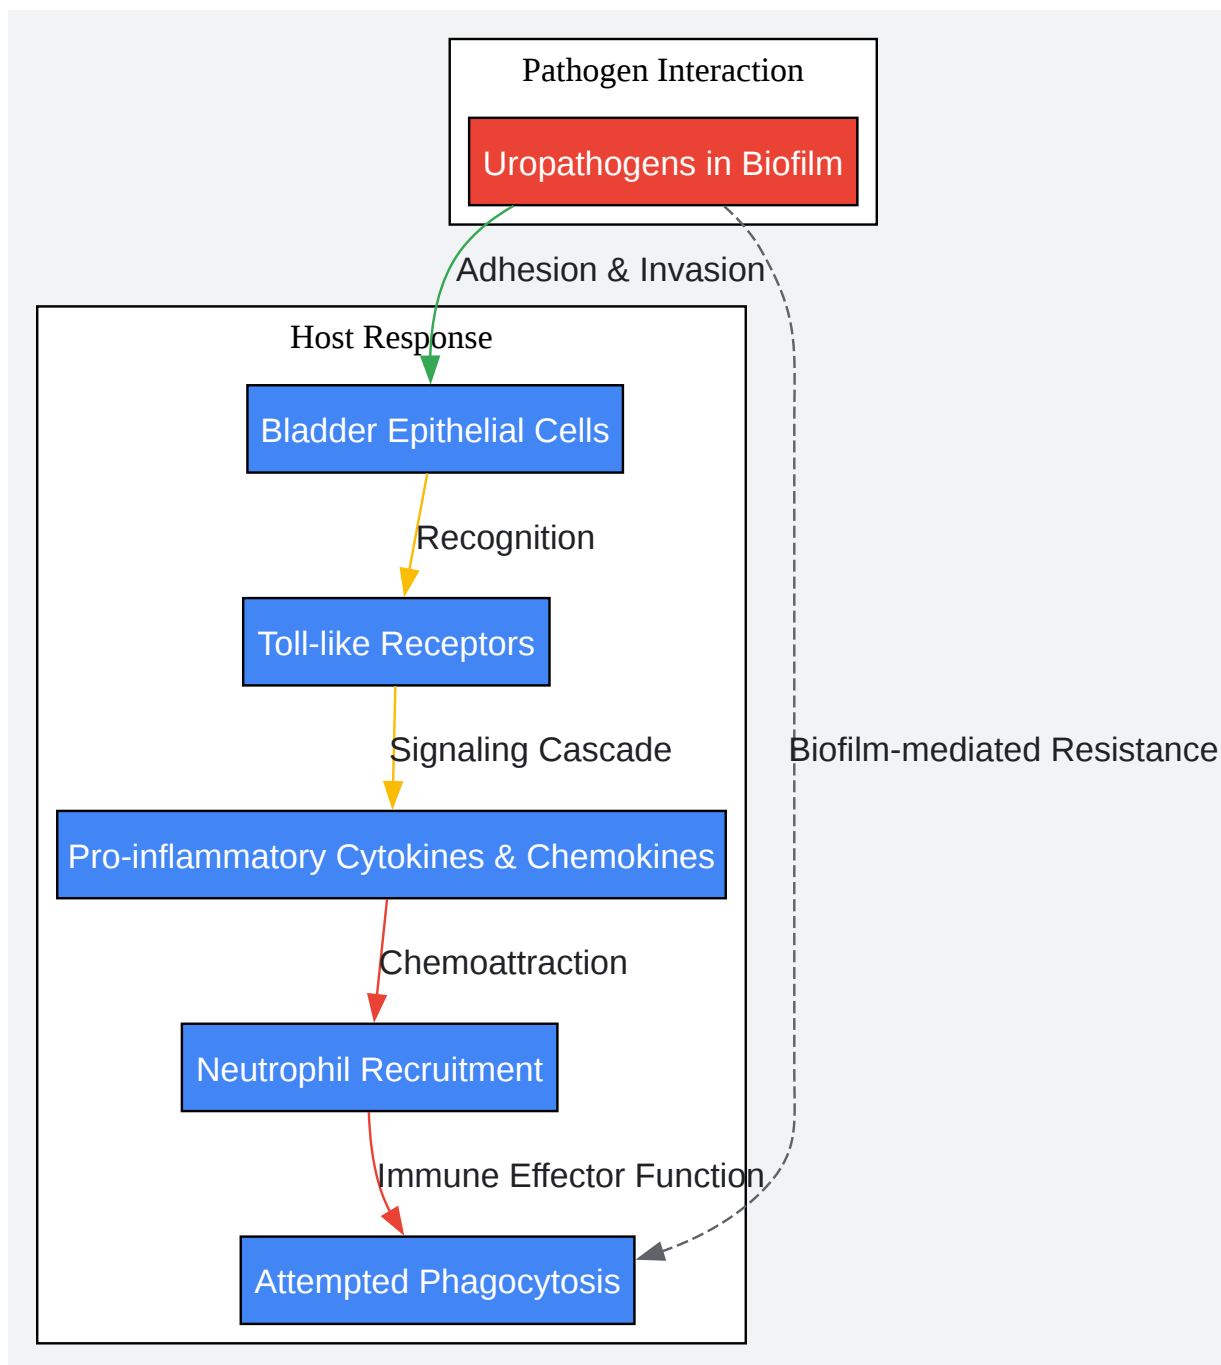 Pathogen Interaction
Uropathogens in Biofilm
Adhesion & Invasion
Host Response
Bladder Epithelial Cells
Recognition
Toll-like Receptors
Signaling Cascade
Biofilm-mediated Resistance
Pro-inflammatory Cytokines & Chemokines
Chemoattraction
Neutrophil Recruitment
Immune Effector Function
Attempted Phagocytosis